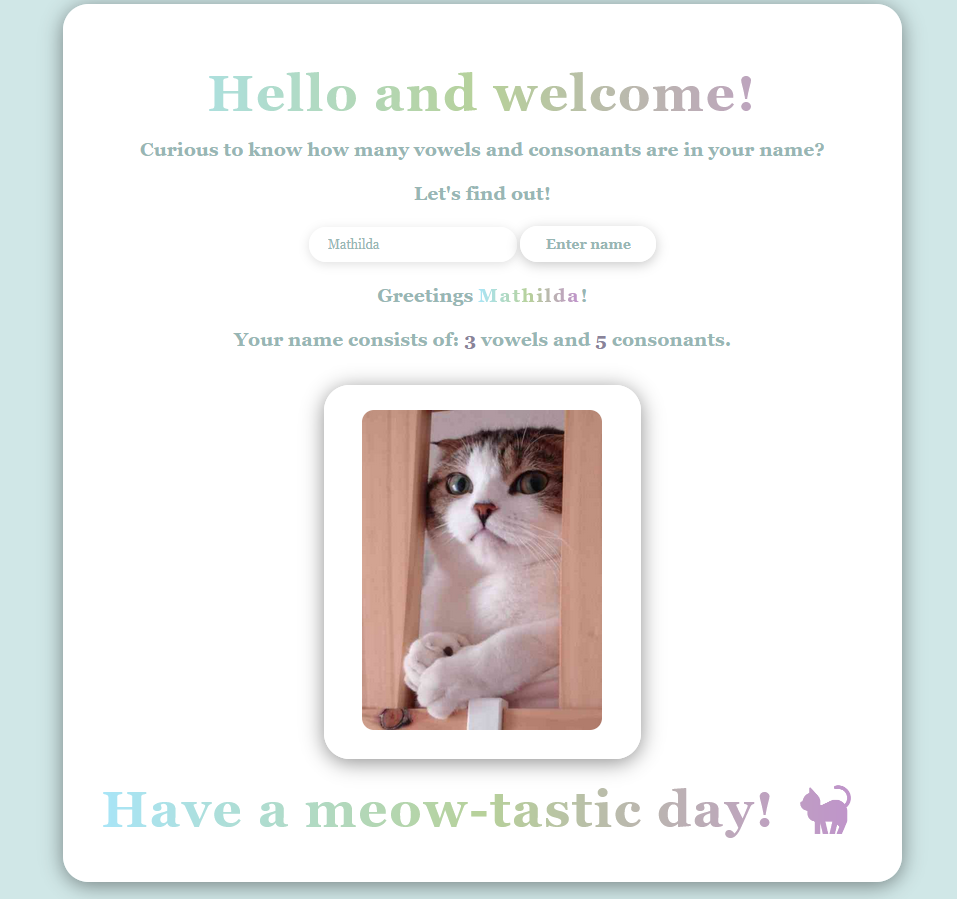 Hello and welcome!
Curious to know how many vowels and consonants are in your name?
Let's find out!
Mathilda
Enter name
Greetings Mathilda!
Your name consists of: 3 vowels and 5 consonants.
Have a meow-tastic day! 🐈